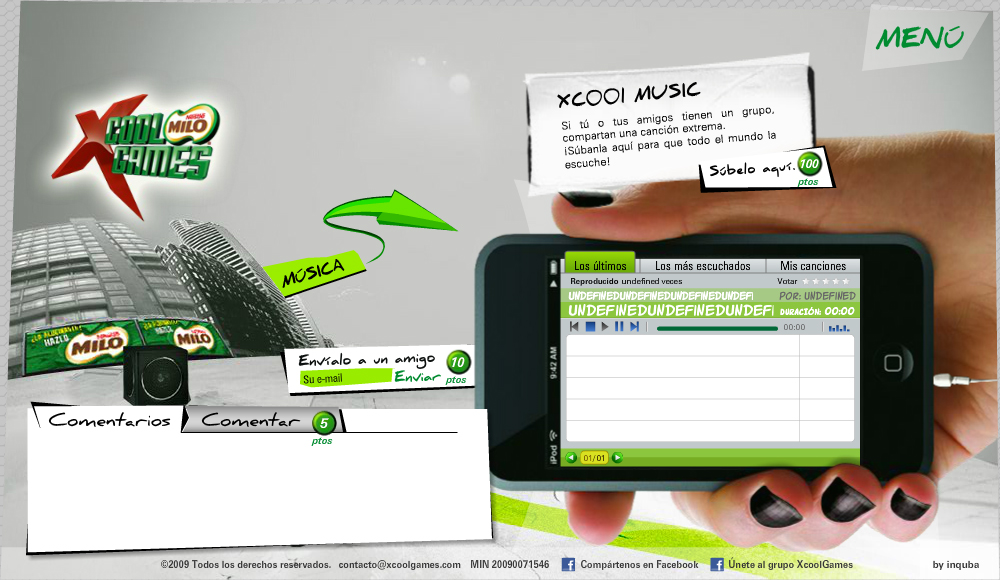 MENÚ
XCOOL MUSIC
Si tú o tus amigos tienen un grupo,
compartan una canción extrema.
¡Súbanla aquí para que todo el mundo la
escuche!
Súbelo aquí. 100
ptos
XCOOL
NESTLÉ
MILO
GAMES
MÚSICA
HAZLO
MILO
MILO
Envíalo a un amigo 10
Su e-mail Enviar ptos
Comentarios Comentar 5
ptos
Los últimos Los más escuchados Mis canciones
Reproducido undefined veces Votar
UNDEFINEDUNDEFINEDUNDEFINEDUNDEFI POR: UNDEFINED
UNDEFINEDUNDEFINEDUNDEFI DURACIÓN: 00:00
00:00
9:42 AM
iPod
01/01
©2009 Todos los derechos reservados. contacto@xcoolgames.com MIN 20090071546 Compártenos en Facebook Únete al grupo XcoolGames by inquba